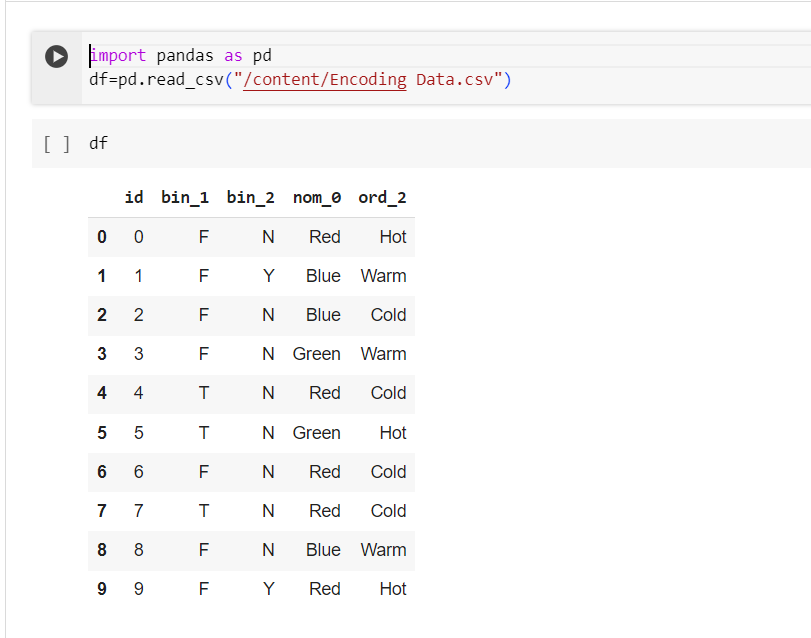 import pandas as pd
df=pd.read_csv("/content/Encoding Data.csv")
[ ] df
id bin_1 bin_2 nom_0 ord_2
0 0 F N Red Hot
1 1 F Y Blue Warm
2 2 F N Blue Cold
3 3 F N Green Warm
4 4 T N Red Cold
5 5 T N Green Hot
6 6 F N Red Cold
7 7 T N Red Cold
8 8 F N Blue Warm
9 9 F Y Red Hot